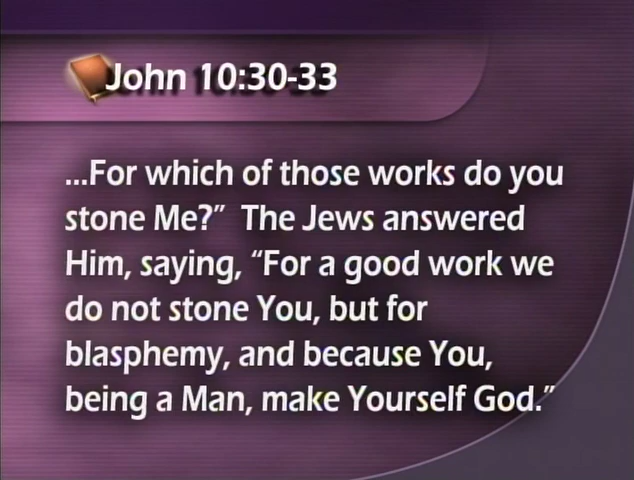 John 10:30-33
...For which of those works do you
stone Me?”  The Jews answered
Him, saying, “For a good work we
do not stone You, but for
blasphemy, and because You,
being a Man, make Yourself God.”